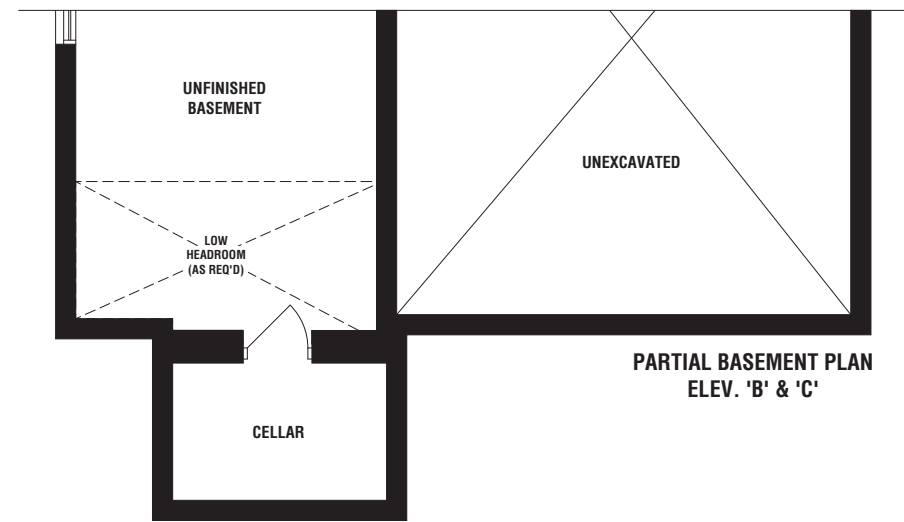 UNFINISHED
BASEMENT
UNEXCAVATED
LOW
HEADROOM
(AS REQ'D)
PARTIAL BASEMENT PLAN
ELEV. 'B' & 'C'
CELLAR